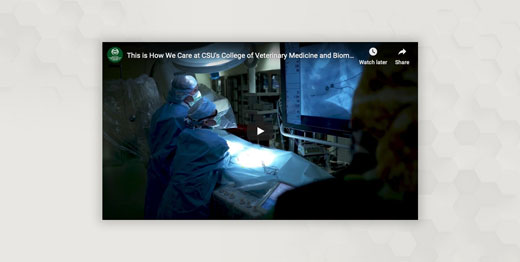 This is How We Care at CSU's College of Veterinary Medicine and Biom...
Watch later
Share